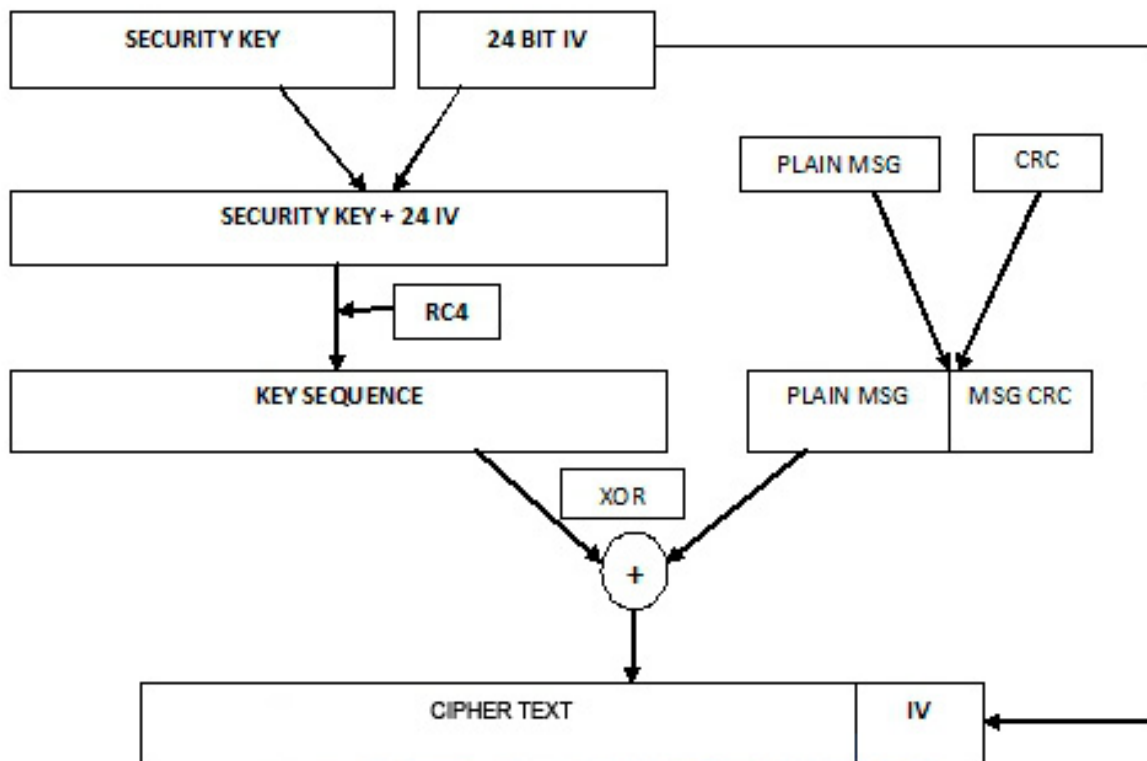 SECURITY KEY
24 BIT IV
PLAIN MSG
CRC
SECURITY KEY + 24 IV
RC4
KEY SEQUENCE
PLAIN MSG
MSG CRC
XOR
+
CIPHER TEXT
IV